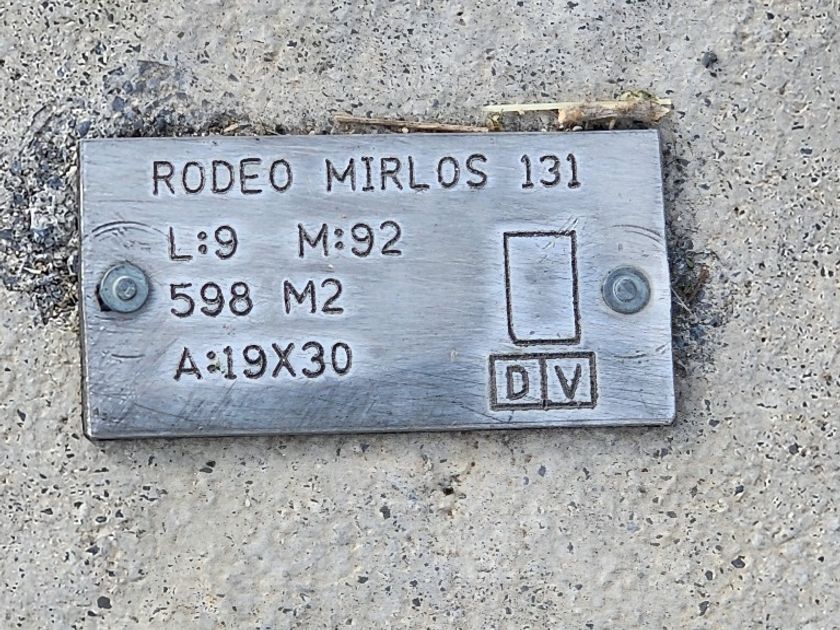 RODEO MIRLOS 131
L:9 M:92
598 M2
A:19X30
D V